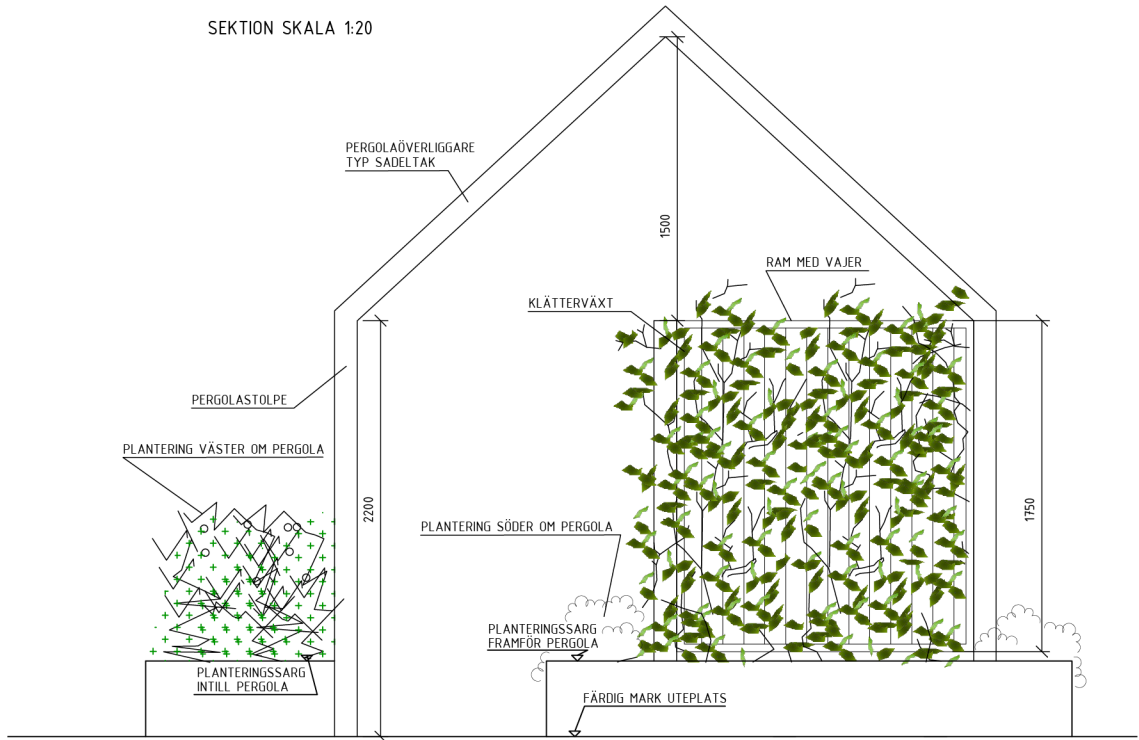 SEKTION SKALA 1:20
PERGOLAÖVERLIGGARE
TYP SADELTAK
1500
RAM MED VAJER
KLÄTTERVÄXT
PERGOLASTOLPE
PLANTERING VÄSTER OM PERGOLA
2200
PLANTERING SÖDER OM PERGOLA
1750
PLANTERINGSSARG
FRAMFÖR PERGOLA
PLANTERINGSSARG
INTILL PERGOLA
FÄRDIG MARK UTEPLATS